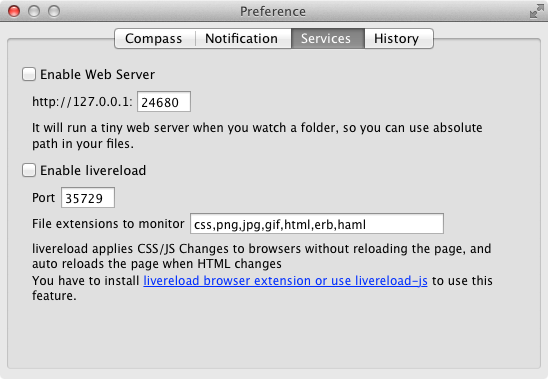 Preference
Compass Notification Services History
Enable Web Server
http://127.0.0.1: 24680
It will run a tiny web server when you watch a folder, so you can use absolute
path in your files.
Enable livereload
Port 35729
File extensions to monitor css,png,jpg,gif,html,erb,haml
livereload applies CSS/JS Changes to browsers without reloading the page, and
auto reloads the page when HTML changes
You have to install livereload browser extension or use livereload-js to use this
feature.